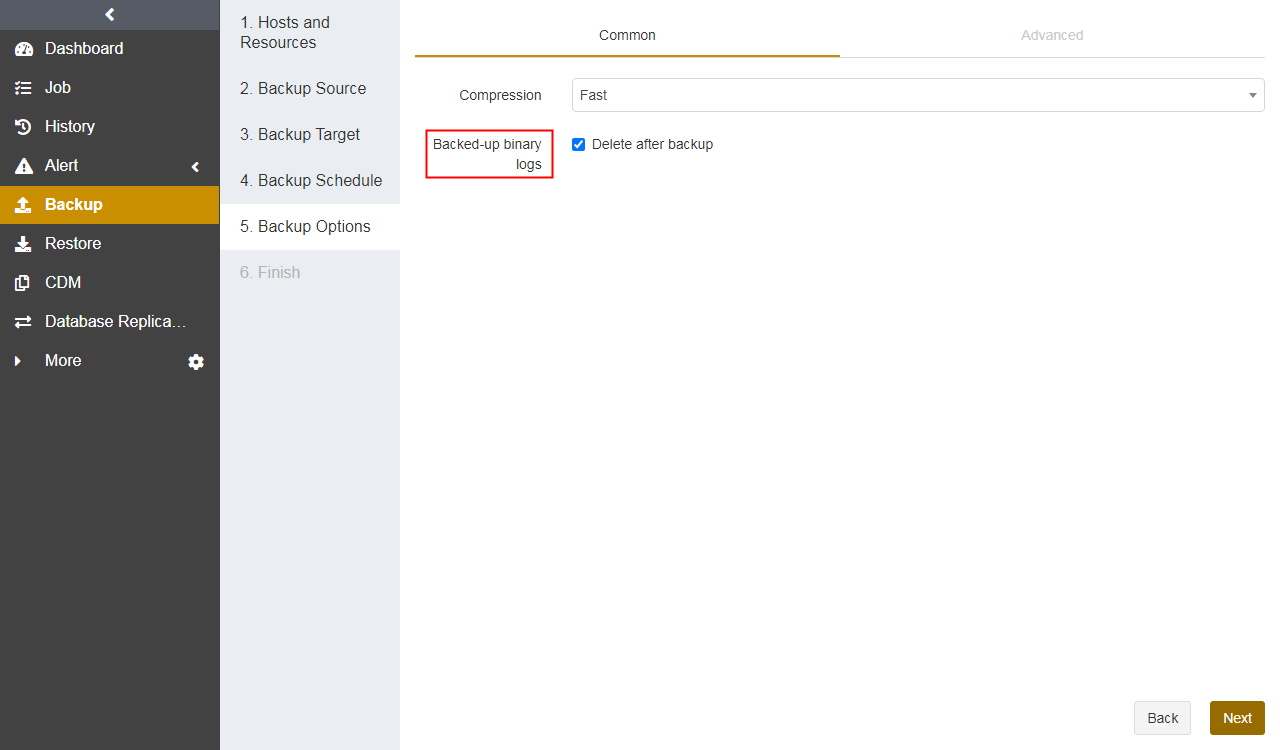 Dashboard
Job
History
Alert
Backup
Restore
CDM
Database Replica…
More
1. Hosts and
Resources
2. Backup Source
3. Backup Target
4. Backup Schedule
5. Backup Options
6. Finish
Common
Advanced
Compression
Fast
Backed-up binary
logs
Delete after backup
Back
Next